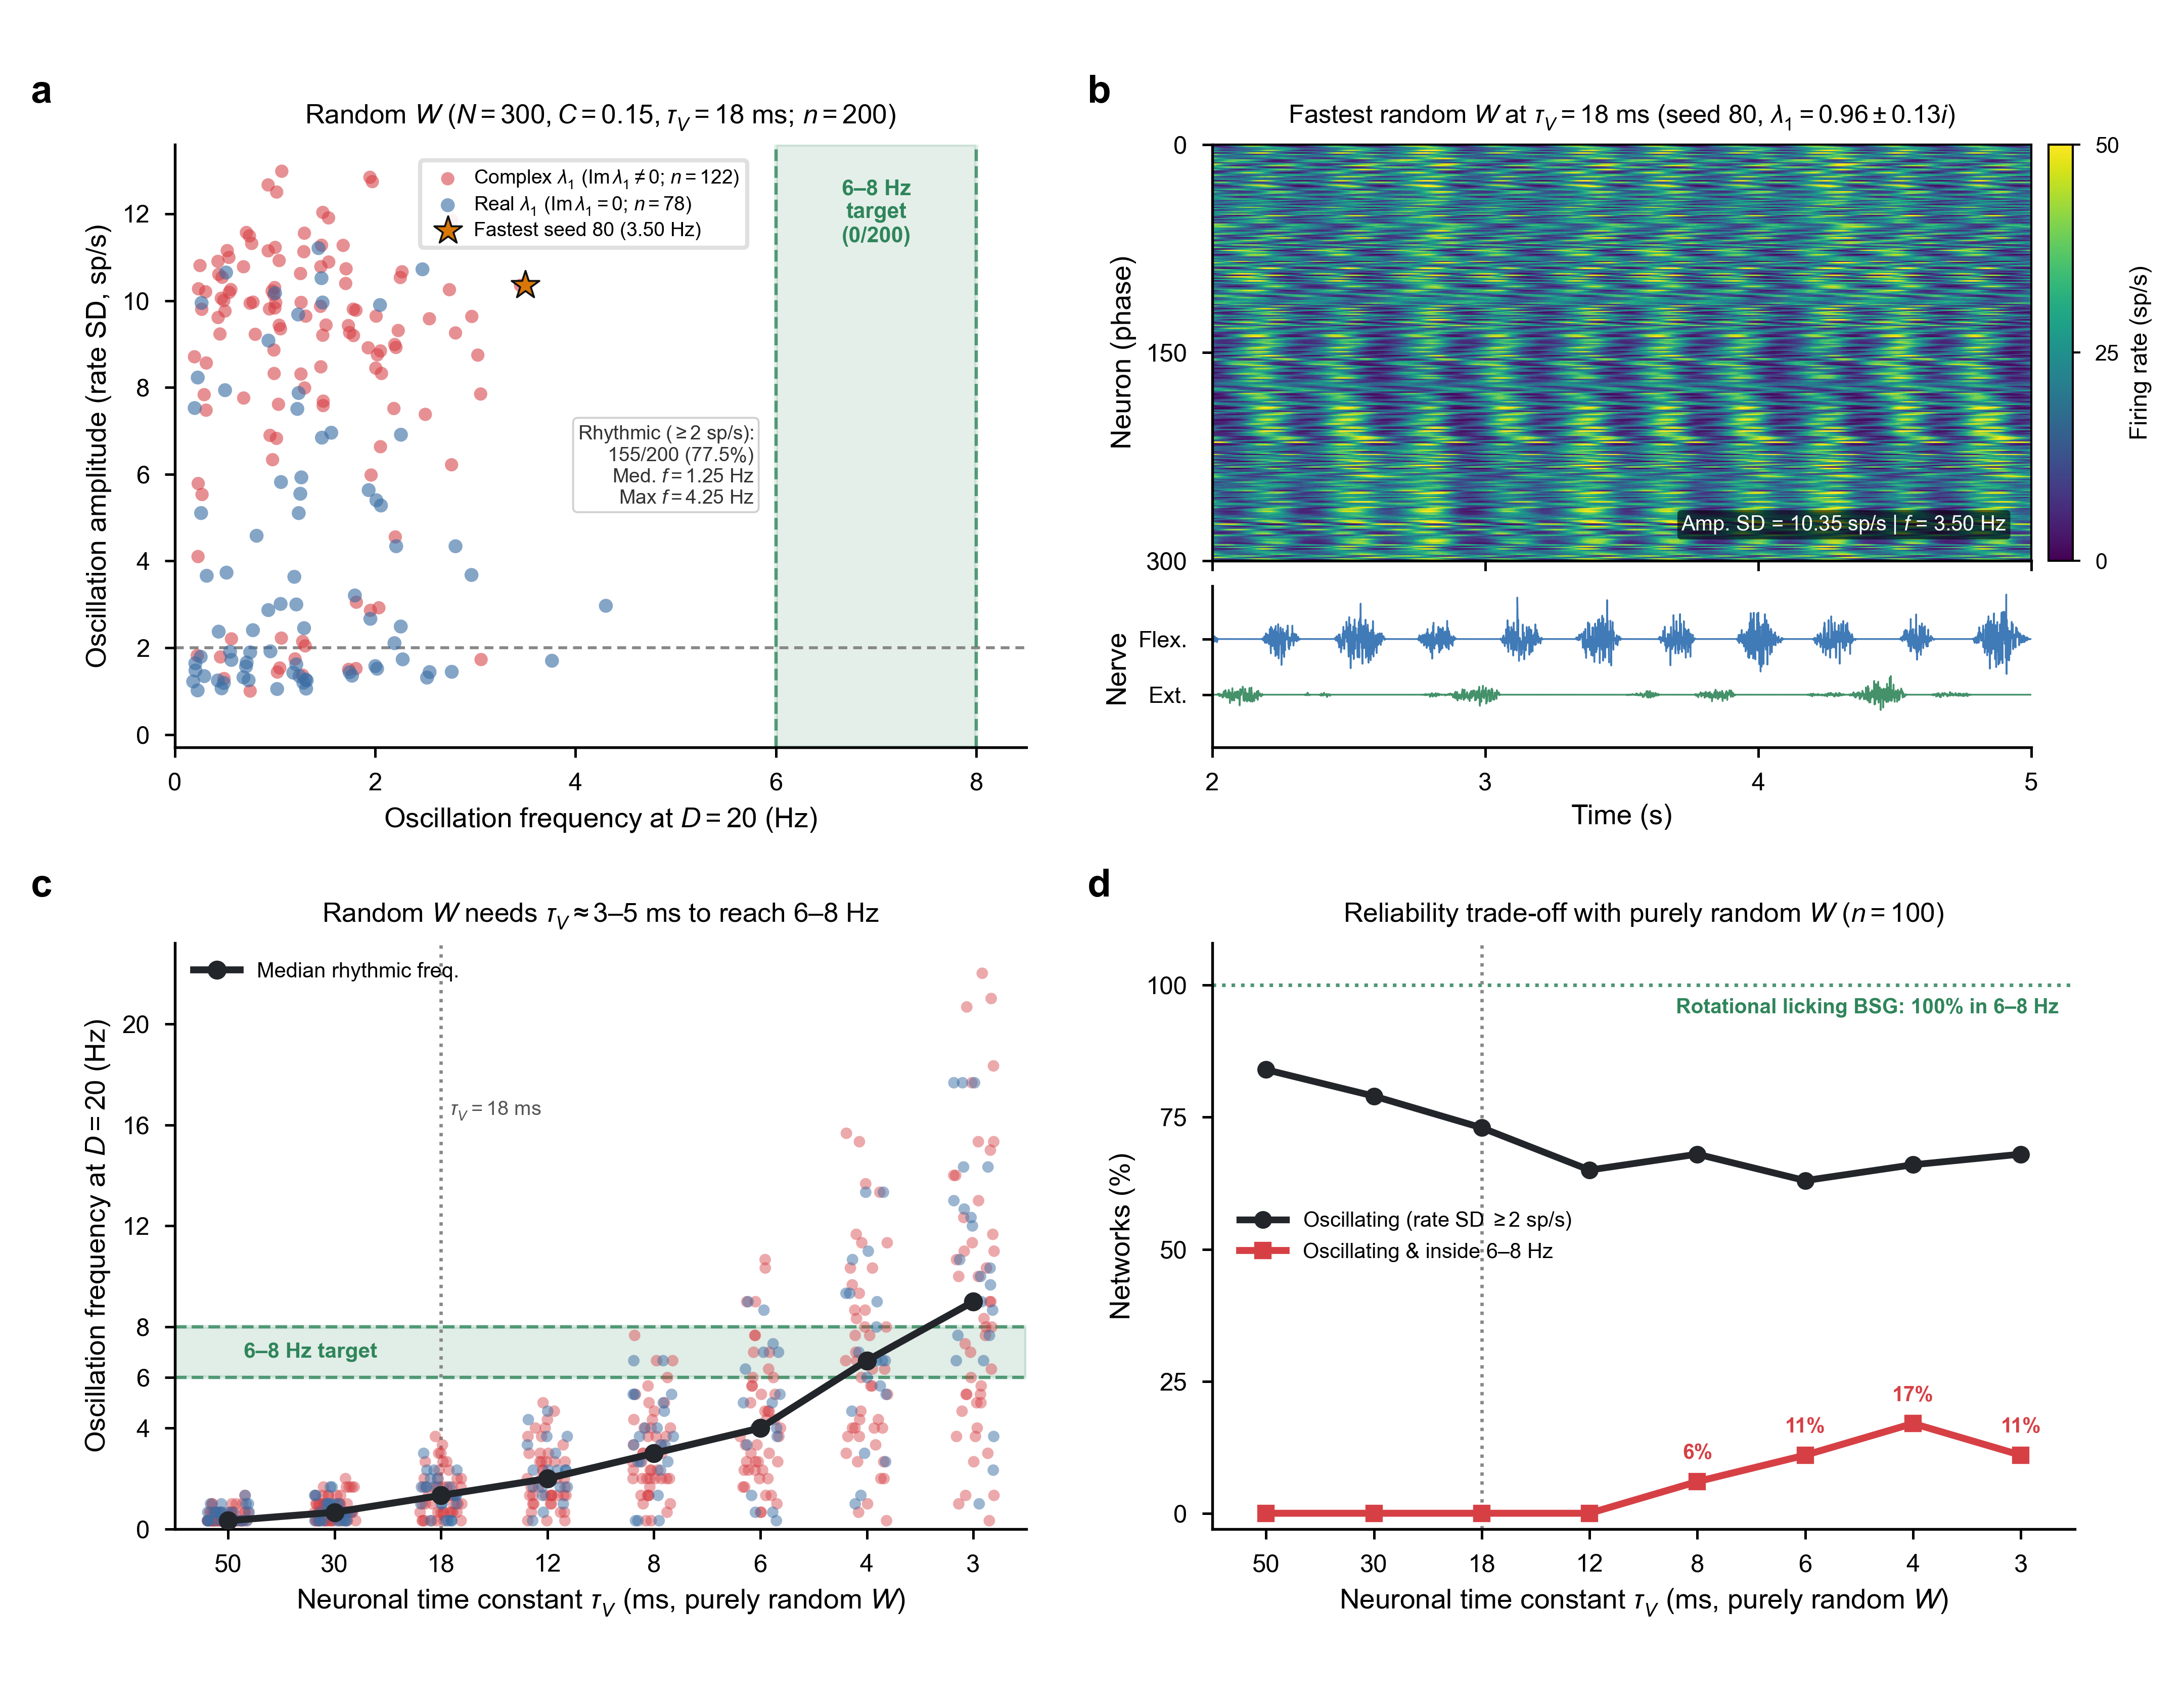 a
Random W (N = 300, C = 0.15, τV = 18 ms; n = 200)
Oscillation amplitude (rate SD, sp/s)
12
10
8
6
4
2
0
Complex λ1 (Im λ1 ≠ 0; n = 122)
Real λ1 (Im λ1 = 0; n = 78)
Fastest seed 80 (3.50 Hz)
6–8 Hz
target
(0/200)
Rhythmic (≥2 sp/s):
155/200 (77.5%)
Med. f = 1.25 Hz
Max f = 4.25 Hz
0
2
4
6
8
Oscillation frequency at D = 20 (Hz)
b
Fastest random W at τV = 18 ms (seed 80, λ1 = 0.96 ± 0.13i)
Neuron (phase)
0
150
300
Amp. SD = 10.35 sp/s | f = 3.50 Hz
50
25
0
Firing rate (sp/s)
Nerve
Flex.
Ext.
2
3
4
5
Time (s)
c
Random W needs τV ≈ 3–5 ms to reach 6–8 Hz
Oscillation frequency at D = 20 (Hz)
20
16
12
8
6
4
0
Median rhythmic freq.
τV = 18 ms
6–8 Hz target
50
30
18
12
8
6
4
3
Neuronal time constant τV (ms, purely random W)
d
Reliability trade-off with purely random W (n = 100)
Networks (%)
100
75
50
25
0
Rotational licking BSG: 100% in 6–8 Hz
Oscillating (rate SD ≥2 sp/s)
Oscillating & inside 6–8 Hz
6%
11%
17%
11%
50
30
18
12
8
6
4
3
Neuronal time constant τV (ms, purely random W)